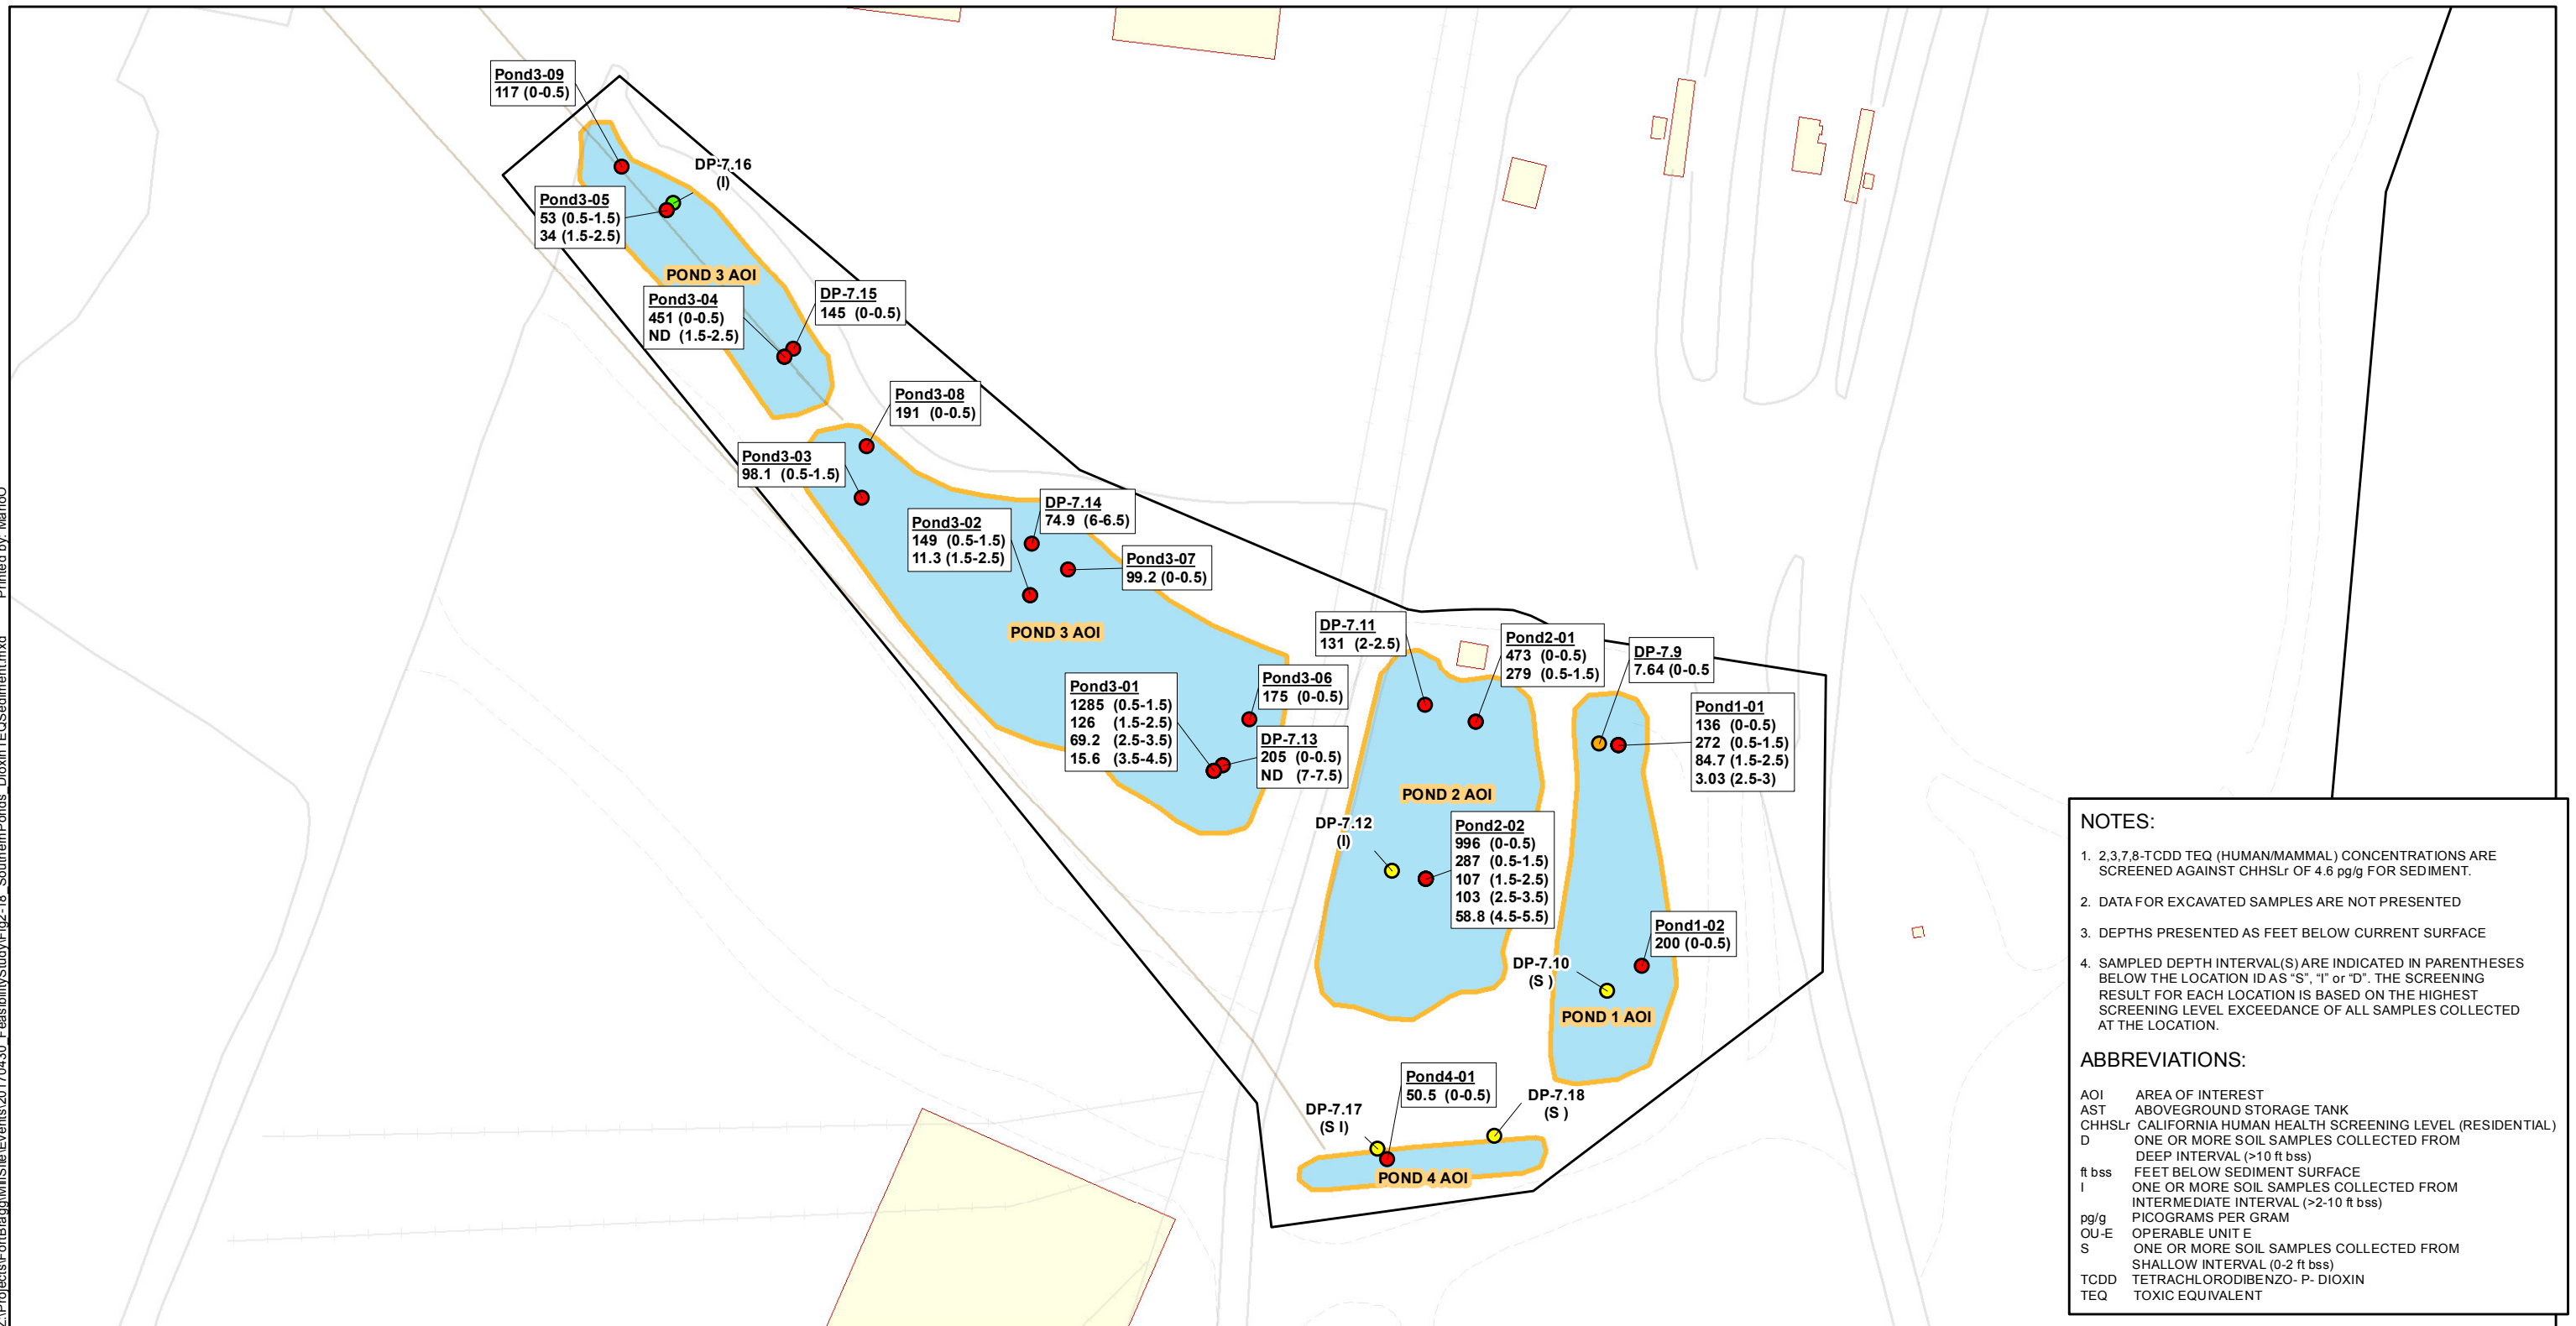 Pond3-09
117 (0-0.5)
DP-7.16
(I)
Pond3-05
53 (0.5-1.5)
34 (1.5-2.5)
POND 3 AOI
Pond3-04
451 (0-0.5)
ND (1.5-2.5)
DP-7.15
145 (0-0.5)
Pond3-08
191 (0-0.5)
Pond3-03
98.1 (0.5-1.5)
DP-7.14
74.9 (6-6.5)
Pond3-02
149 (0.5-1.5)
11.3 (1.5-2.5)
Pond3-07
99.2 (0-0.5)
POND 3 AOI
DP-7.11
131 (2-2.5)
Pond2-01
473 (0-0.5)
279 (0.5-1.5)
DP-7.9
7.64 (0-0.5
Pond3-01
1285 (0.5-1.5)
126 (1.5-2.5)
69.2 (2.5-3.5)
15.6 (3.5-4.5)
Pond3-06
175 (0-0.5)
DP-7.13
205 (0-0.5)
ND (7-7.5)
Pond1-01
136 (0-0.5)
272 (0.5-1.5)
84.7 (1.5-2.5)
3.03 (2.5-3)
POND 2 AOI
DP-7.12
(I)
Pond2-02
996 (0-0.5)
287 (0.5-1.5)
107 (1.5-2.5)
103 (2.5-3.5)
58.8 (4.5-5.5)
Pond1-02
200 (0-0.5)
DP-7.10
(S )
POND 1 AOI
Pond4-01
50.5 (0-0.5)
DP-7.17
(S I)
DP-7.18
(S )
POND 4 AOI
NOTES:
1. 2,3,7,8-TCDD TEQ (HUMAN/MAMMAL) CONCENTRATIONS ARE
SCREENED AGAINST CHHSLr OF 4.6 pg/g FOR SEDIMENT.
2. DATA FOR EXCAVATED SAMPLES ARE NOT PRESENTED
3. DEPTHS PRESENTED AS FEET BELOW CURRENT SURFACE
4. SAMPLED DEPTH INTERVAL(S) ARE INDICATED IN PARENTHESES
BELOW THE LOCATION ID AS “S”, “I” or “D”. THE SCREENING
RESULT FOR EACH LOCATION IS BASED ON THE HIGHEST
SCREENING LEVEL EXCEEDANCE OF ALL SAMPLES COLLECTED
AT THE LOCATION.
ABBREVIATIONS:
AOI AREA OF INTEREST
AST ABOVEGROUND STORAGE TANK
CHHSLr CALIFORNIA HUMAN HEALTH SCREENING LEVEL (RESIDENTIAL)
D ONE OR MORE SOIL SAMPLES COLLECTED FROM
DEEP INTERVAL (>10 ft bss)
ft bss FEET BELOW SEDIMENT SURFACE
I ONE OR MORE SOIL SAMPLES COLLECTED FROM
INTERMEDIATE INTERVAL (>2-10 ft bss)
pg/g PICOGRAMS PER GRAM
OU-E OPERABLE UNIT E
S ONE OR MORE SOIL SAMPLES COLLECTED FROM
SHALLOW INTERVAL (0-2 ft bss)
TCDD TETRACHLORODIBENZO- P- DIOXIN
TEQ TOXIC EQUIVALENT